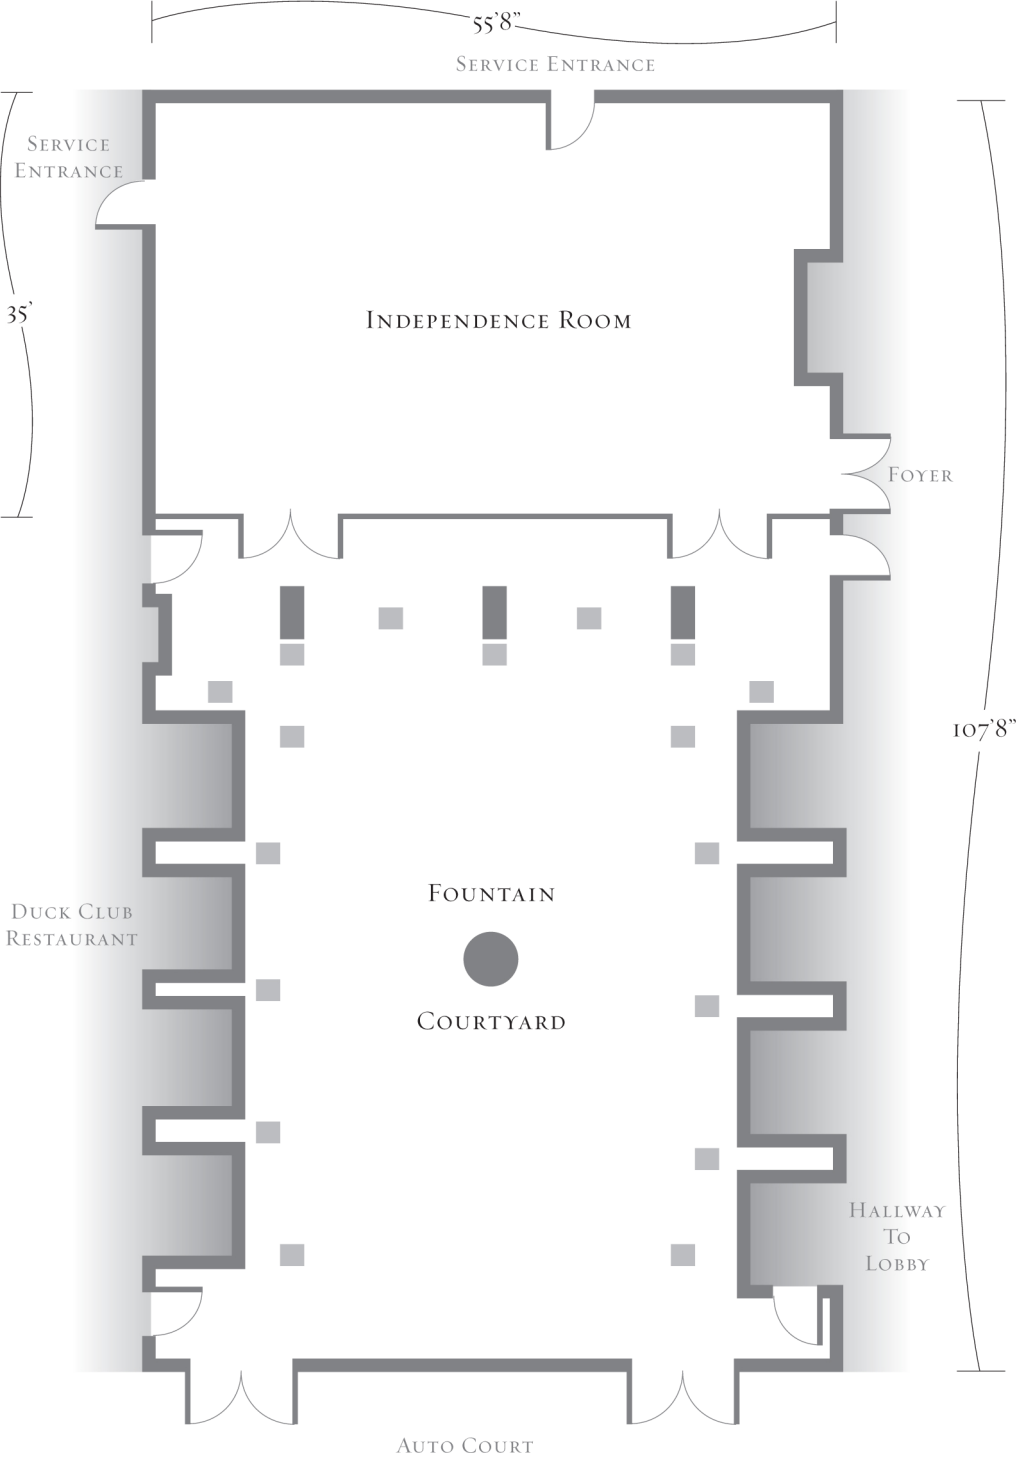 55’8”
Service Entrance
Service
Entrance
35’
Independence Room
Foyer
107’8”
Fountain
Duck Club
Restaurant
Courtyard
Hallway
To
Lobby
Auto Court